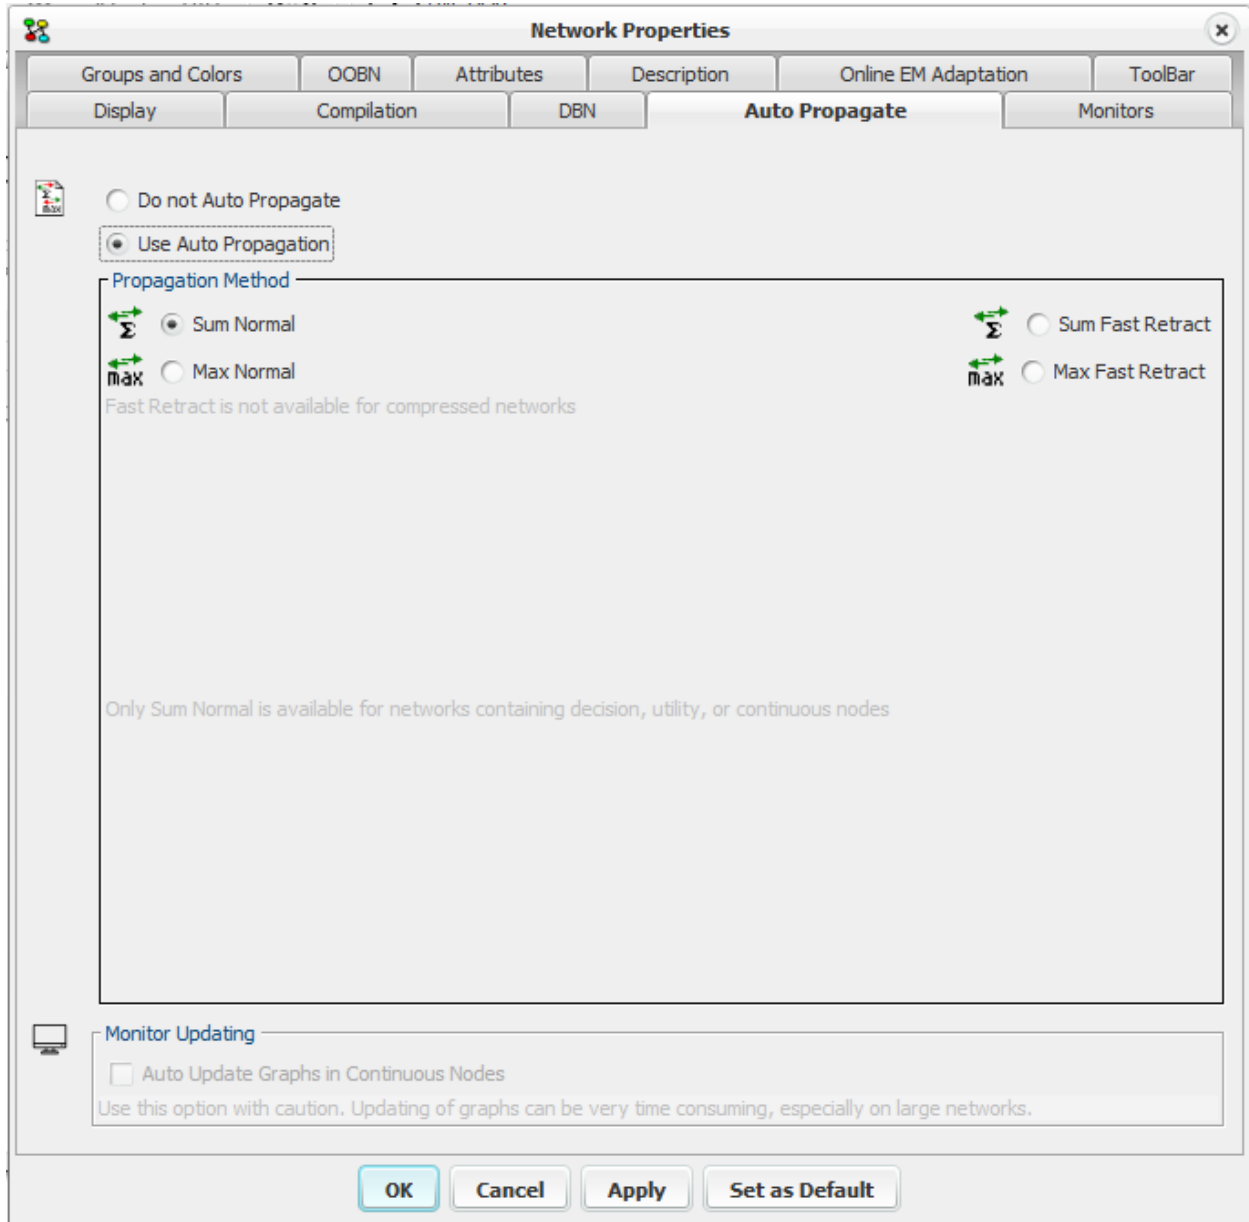 Network Properties
Groups and Colors OOBN Attributes Description Online EM Adaptation ToolBar
Display Compilation DBN Auto Propagate Monitors
Do not Auto Propagate
Use Auto Propagation
Propagation Method
Σ Sum Normal Σ Sum Fast Retract
max Max Normal max Max Fast Retract
Fast Retract is not available for compressed networks
Only Sum Normal is available for networks containing decision, utility, or continuous nodes
Monitor Updating
Auto Update Graphs in Continuous Nodes
Use this option with caution. Updating of graphs can be very time consuming, especially on large networks.
OK Cancel Apply Set as Default